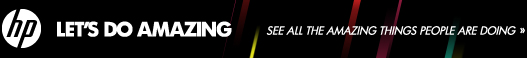 hp LET'S DO AMAZING SEE ALL THE AMAZING THINGS PEOPLE ARE DOING »